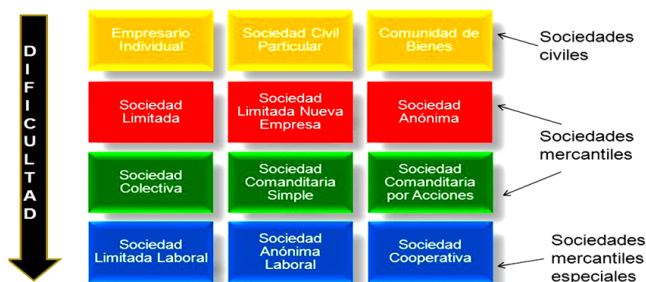 DIFICULTAD
Empresario
Individual
Sociedad Civil
Particular
Comunidad de
Bienes
Sociedades
civiles
Sociedad
Limitada
Sociedad
Limitada Nueva
Empresa
Sociedad
Anónima
Sociedades
mercantiles
Sociedad
Colectiva
Sociedad
Comanditaria
Simple
Sociedad
Comanditaria
por Acciones
Sociedad
Limitada Laboral
Sociedad
Anónima
Laboral
Sociedad
Cooperativa
Sociedades
mercantiles
especiales